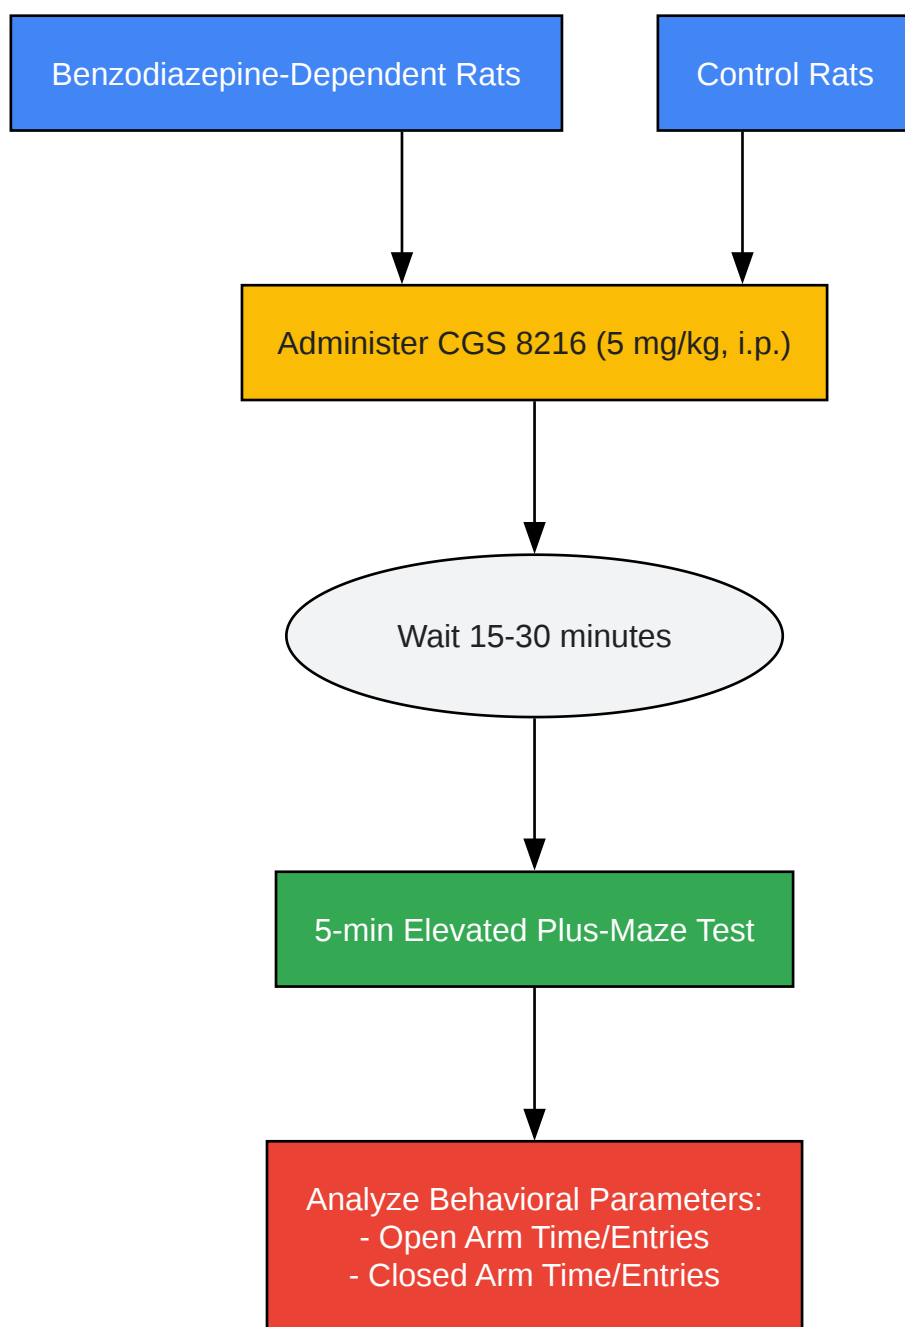 Benzodiazepine-Dependent Rats
Control Rats
Administer CGS 8216 (5 mg/kg, i.p.)
Wait 15-30 minutes
5-min Elevated Plus-Maze Test
Analyze Behavioral Parameters:
- Open Arm Time/Entries
- Closed Arm Time/Entries